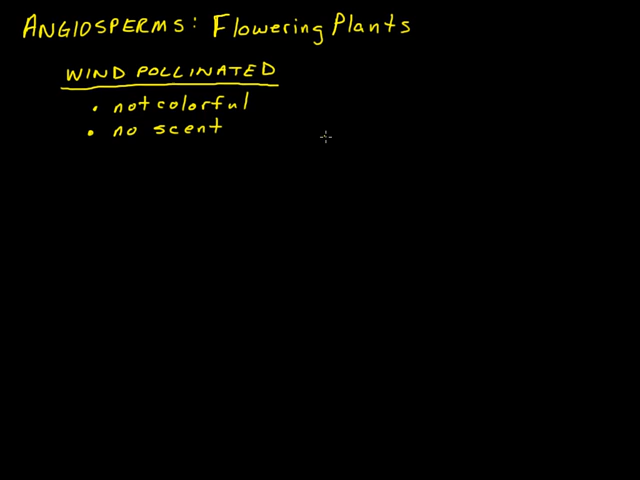 ANGIOSPERMS: Flowering Plants
WIND POLLINATED
• not colorful
• no scent